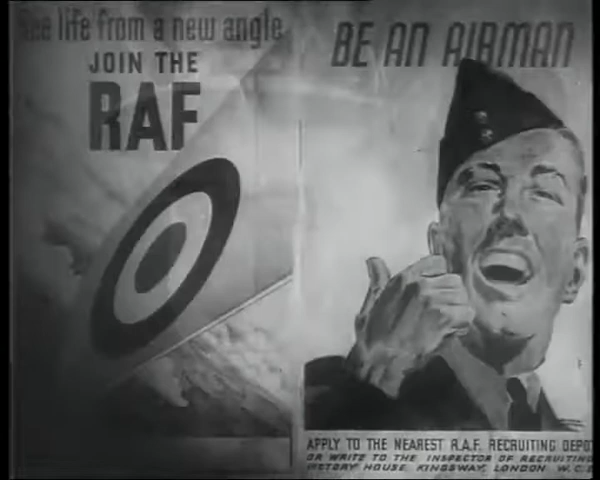 See life from a new angle
JOIN THE
RAF
BE AN AIRMAN
APPLY TO THE NEAREST R.A.F. RECRUITING DEPO
OR WRITE TO THE INSPECTOR OF RECRUITING
VICTORY HOUSE, KINGSWAY, LONDON W.C.2